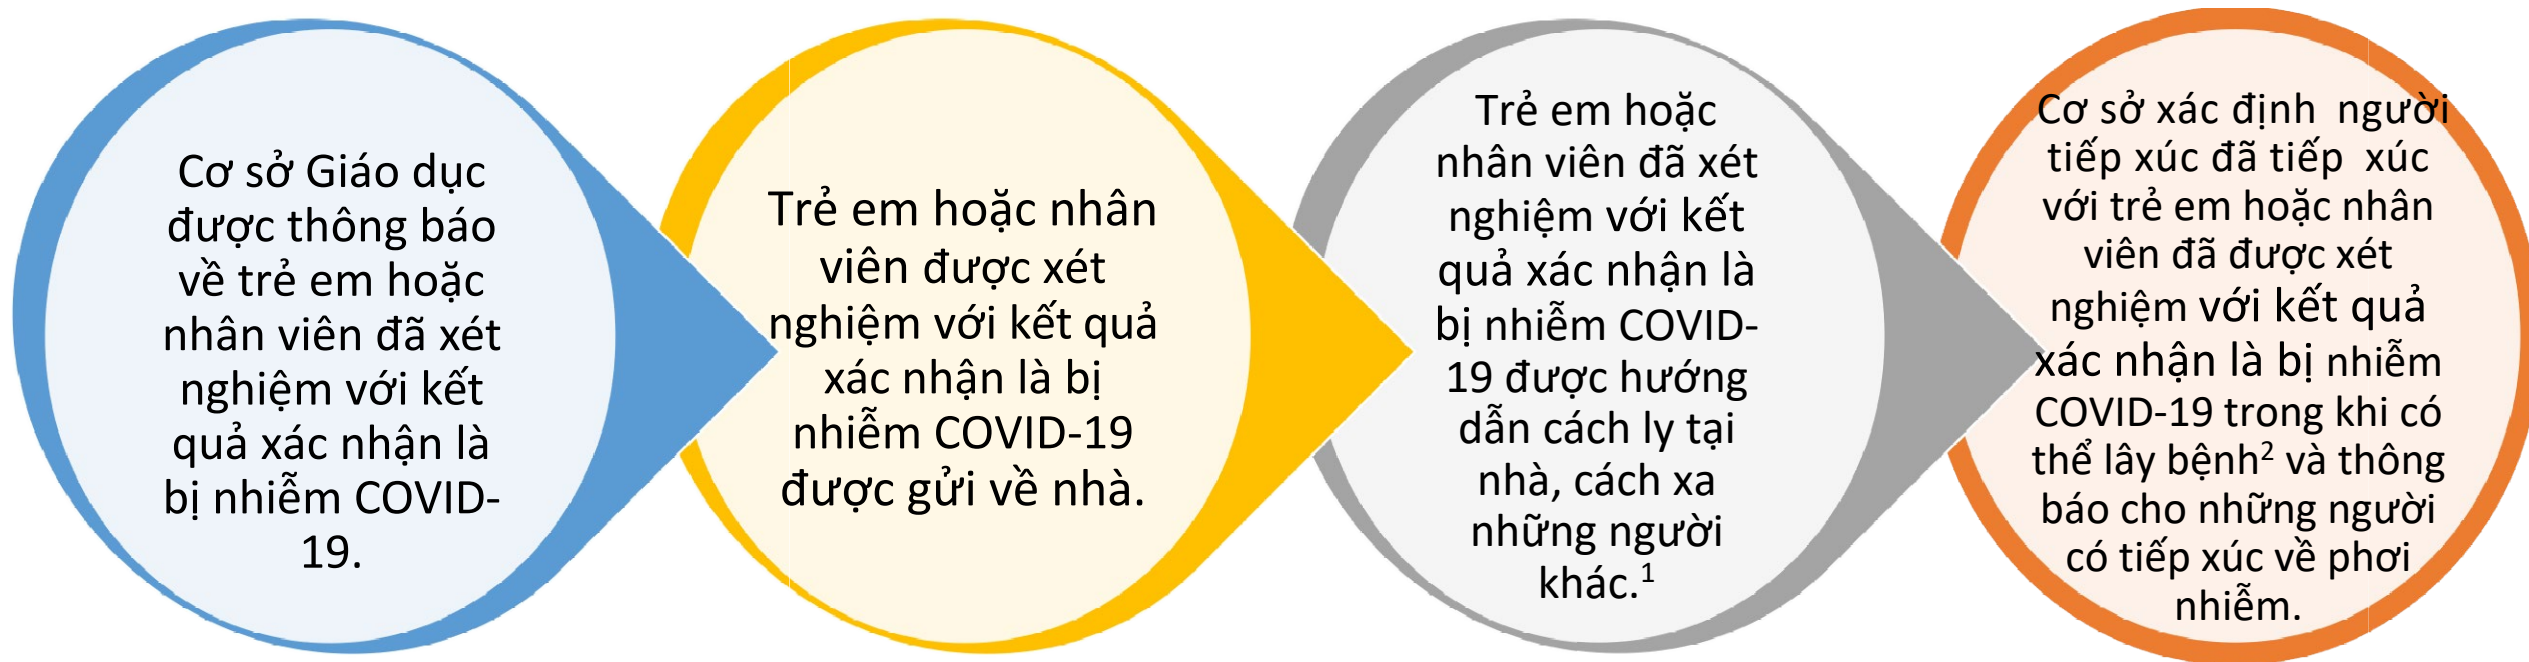 Cơ sở Giáo dục
được thông báo
về trẻ em hoặc
nhân viên đã xét
nghiệm với kết
quả xác nhận là
bị nhiễm COVID-
19.
Trẻ em hoặc nhân
viên được xét
nghiệm với kết quả
xác nhận là bị
nhiễm COVID-19
được gửi về nhà.
Trẻ em hoặc
nhân viên đã xét
nghiệm với kết
quả xác nhận là
bị nhiễm COVID-
19 được hướng
dẫn cách ly tại
nhà, cách xa
những người
khác.¹
Cơ sở xác định người
tiếp xúc đã tiếp xúc
với trẻ em hoặc nhân
viên đã được xét
nghiệm với kết quả
xác nhận là bị nhiễm
COVID-19 trong khi có
thể lây bệnh² và thông
báo cho những người
có tiếp xúc về phơi
nhiễm.